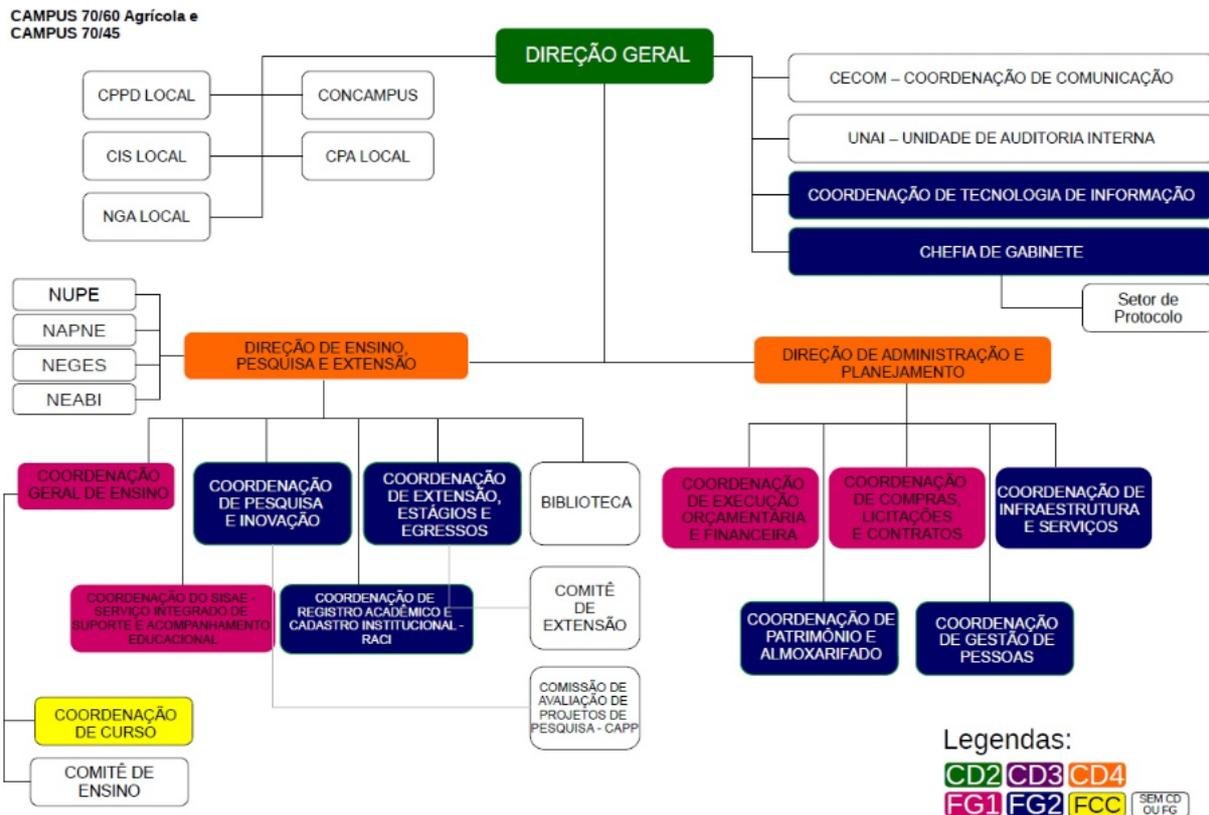 CAMPUS 70/60 Agrícola e
CAMPUS 70/45
DIREÇÃO GERAL
CPPD LOCAL
CONCAMPUS
CIS LOCAL
CPA LOCAL
NGA LOCAL
CECOM – COORDENAÇÃO DE COMUNICAÇÃO
UNAI – UNIDADE DE AUDITORIA INTERNA
COORDENAÇÃO DE TECNOLOGIA DE INFORMAÇÃO
CHEFIA DE GABINETE
Setor de
Protocolo
NUPE
NAPNE
NEGES
NEABI
DIREÇÃO DE ENSINO,
PESQUISA E EXTENSÃO
DIREÇÃO DE ADMINISTRAÇÃO E
PLANEJAMENTO
COORDENAÇÃO
GERAL DE ENSINO
COORDENAÇÃO
DE PESQUISA
E INOVAÇÃO
COORDENAÇÃO
DE EXTENSÃO,
ESTÁGIOS E
EGRESSOS
BIBLIOTECA
COORDENAÇÃO
DE EXECUÇÃO
ORÇAMENTÁRIA
E FINANCEIRA
COORDENAÇÃO
DE COMPRAS,
LICITAÇÕES
E CONTRATOS
COORDENAÇÃO DE
INFRAESTRUTURA
E SERVIÇOS
COORDENAÇÃO DO SISAE -
SERVIÇO INTEGRADO DE
SUPORTE E ACOMPANHAMENTO
EDUCACIONAL
COORDENAÇÃO DE
REGISTRO ACADÊMICO E
CADASTRO INSTITUCIONAL -
RACI
COMITÊ
DE
EXTENSÃO
COORDENAÇÃO DE
PATRIMÔNIO E
ALMOXARIFADO
COORDENAÇÃO
DE GESTÃO DE
PESSOAS
COMISSÃO DE
AVALIAÇÃO DE
PROJETOS DE
PESQUISA - CAPP
COORDENAÇÃO
DE CURSO
COMITÊ DE
ENSINO
Legendas:
CD2 CD3 CD4
FG1 FG2 FCC SEM CD
OU FG